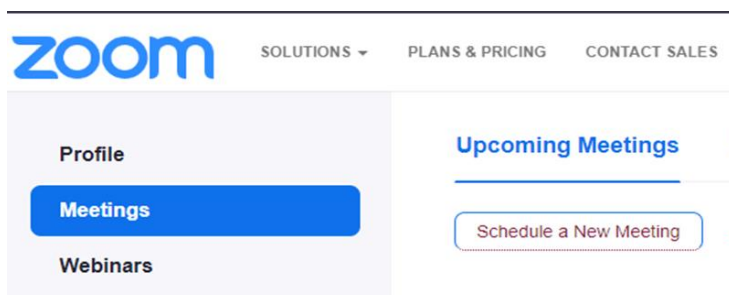 zoom SOLUTIONS PLANS & PRICING CONTACT SALES
Profile
Meetings
Webinars
Upcoming Meetings
Schedule a New Meeting